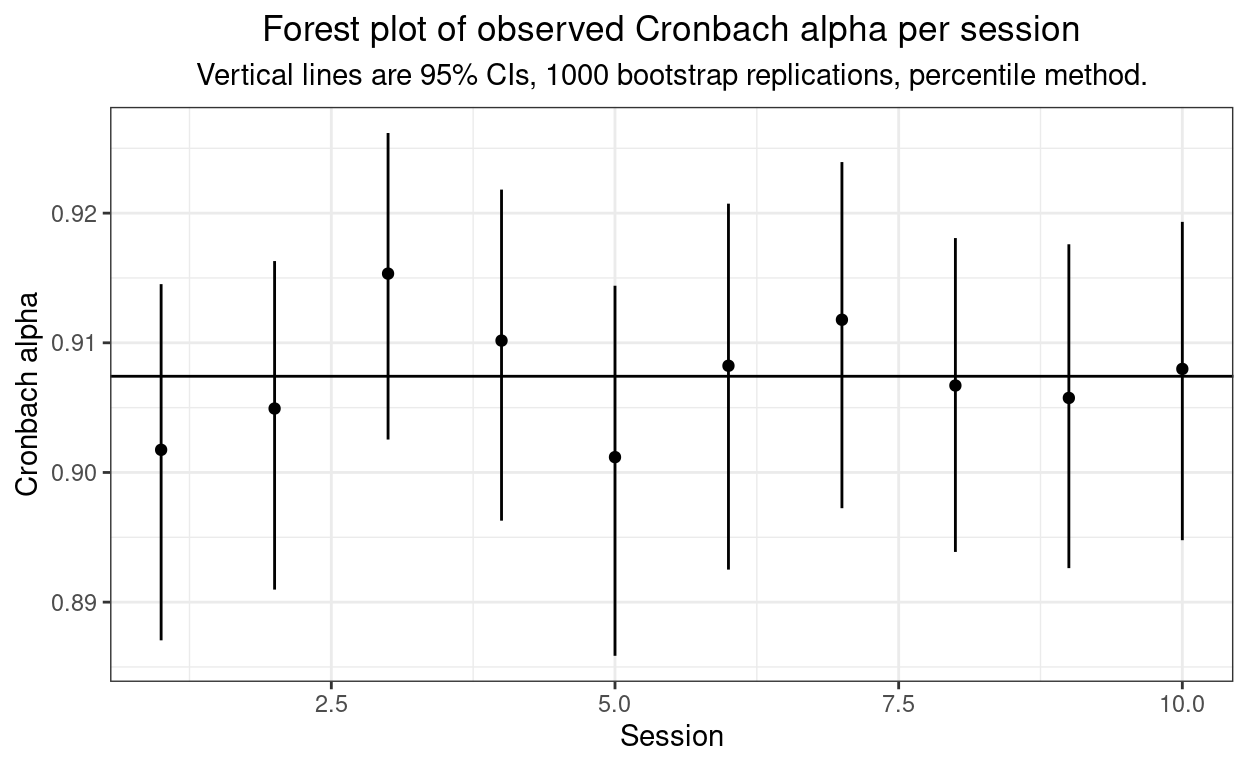 Forest plot of observed Cronbach alpha per session
Vertical lines are 95% CIs, 1000 bootstrap replications, percentile method.
Cronbach alpha
0.92
0.91
0.90
0.89
2.5 5.0 7.5 10.0
Session